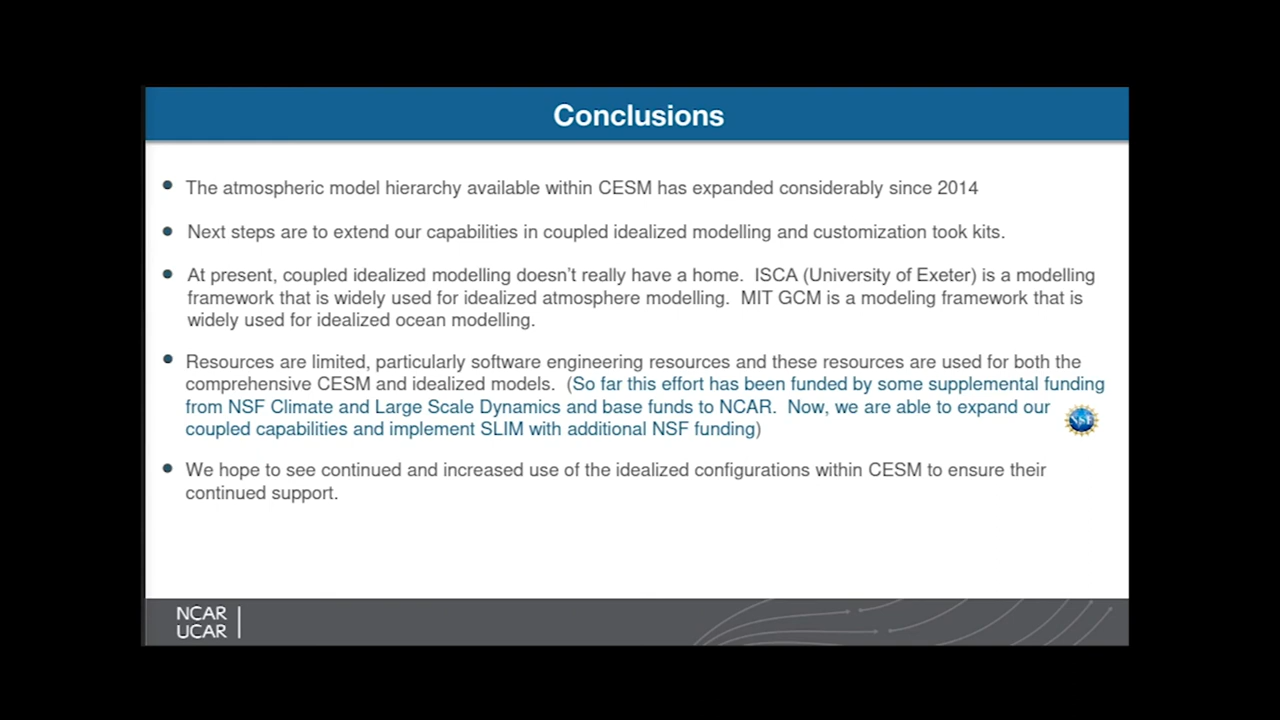 Conclusions
The atmospheric model hierarchy available within CESM has expanded considerably since 2014
Next steps are to extend our capabilities in coupled idealized modelling and customization took kits.
At present, coupled idealized modelling doesn't really have a home. ISCA (University of Exeter) is a modelling
framework that is widely used for idealized atmosphere modelling. MIT GCM is a modeling framework that is
widely used for idealized ocean modelling.
Resources are limited, particularly software engineering resources and these resources are used for both the
comprehensive CESM and idealized models. (So far this effort has been funded by some supplemental funding
from NSF Climate and Large Scale Dynamics and base funds to NCAR. Now, we are able to expand our
coupled capabilities and implement SLIM with additional NSF funding)
NSF
We hope to see continued and increased use of the idealized configurations within CESM to ensure their
continued support.
NCAR
UCAR